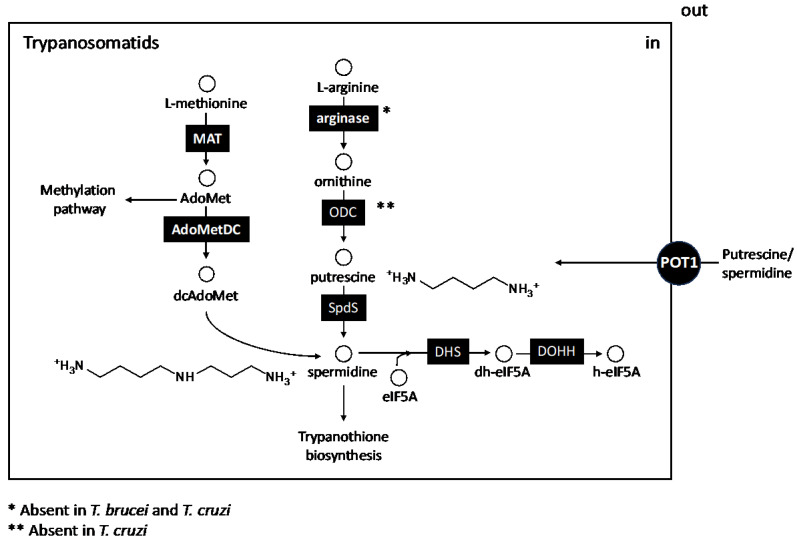 out
Trypanosomatids
in
L-methionine
MAT
AdoMet
Methylation
pathway
AdoMetDC
dcAdoMet
L-arginine
arginase *
ornithine
ODC **
putrescine
SpdS
spermidine
⁺H₃N
NH₃⁺
POT1
Putrescine/
spermidine
⁺H₃N
NH
NH₃⁺
eIF5A
DHS
dh-eIF5A
DOHH
h-eIF5A
Trypanothione
biosynthesis
* Absent in T. brucei and T. cruzi
** Absent in T. cruzi